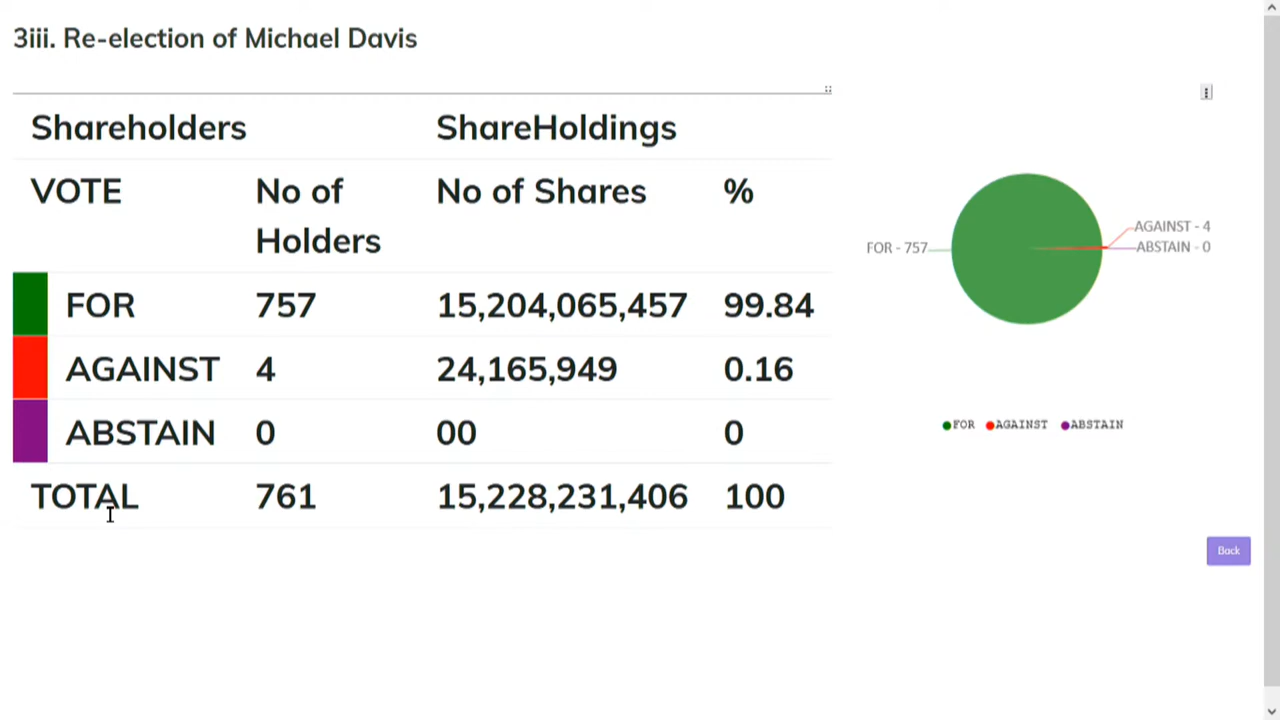 3iii. Re-election of Michael Davis
Shareholders ShareHoldings
VOTE No of Holders No of Shares %
FOR 757 15,204,065,457 99.84
AGAINST 4 24,165,949 0.16
ABSTAIN 0 00 0
TOTAL 761 15,228,231,406 100
FOR - 757
AGAINST - 4
ABSTAIN - 0
FOR AGAINST ABSTAIN
Back